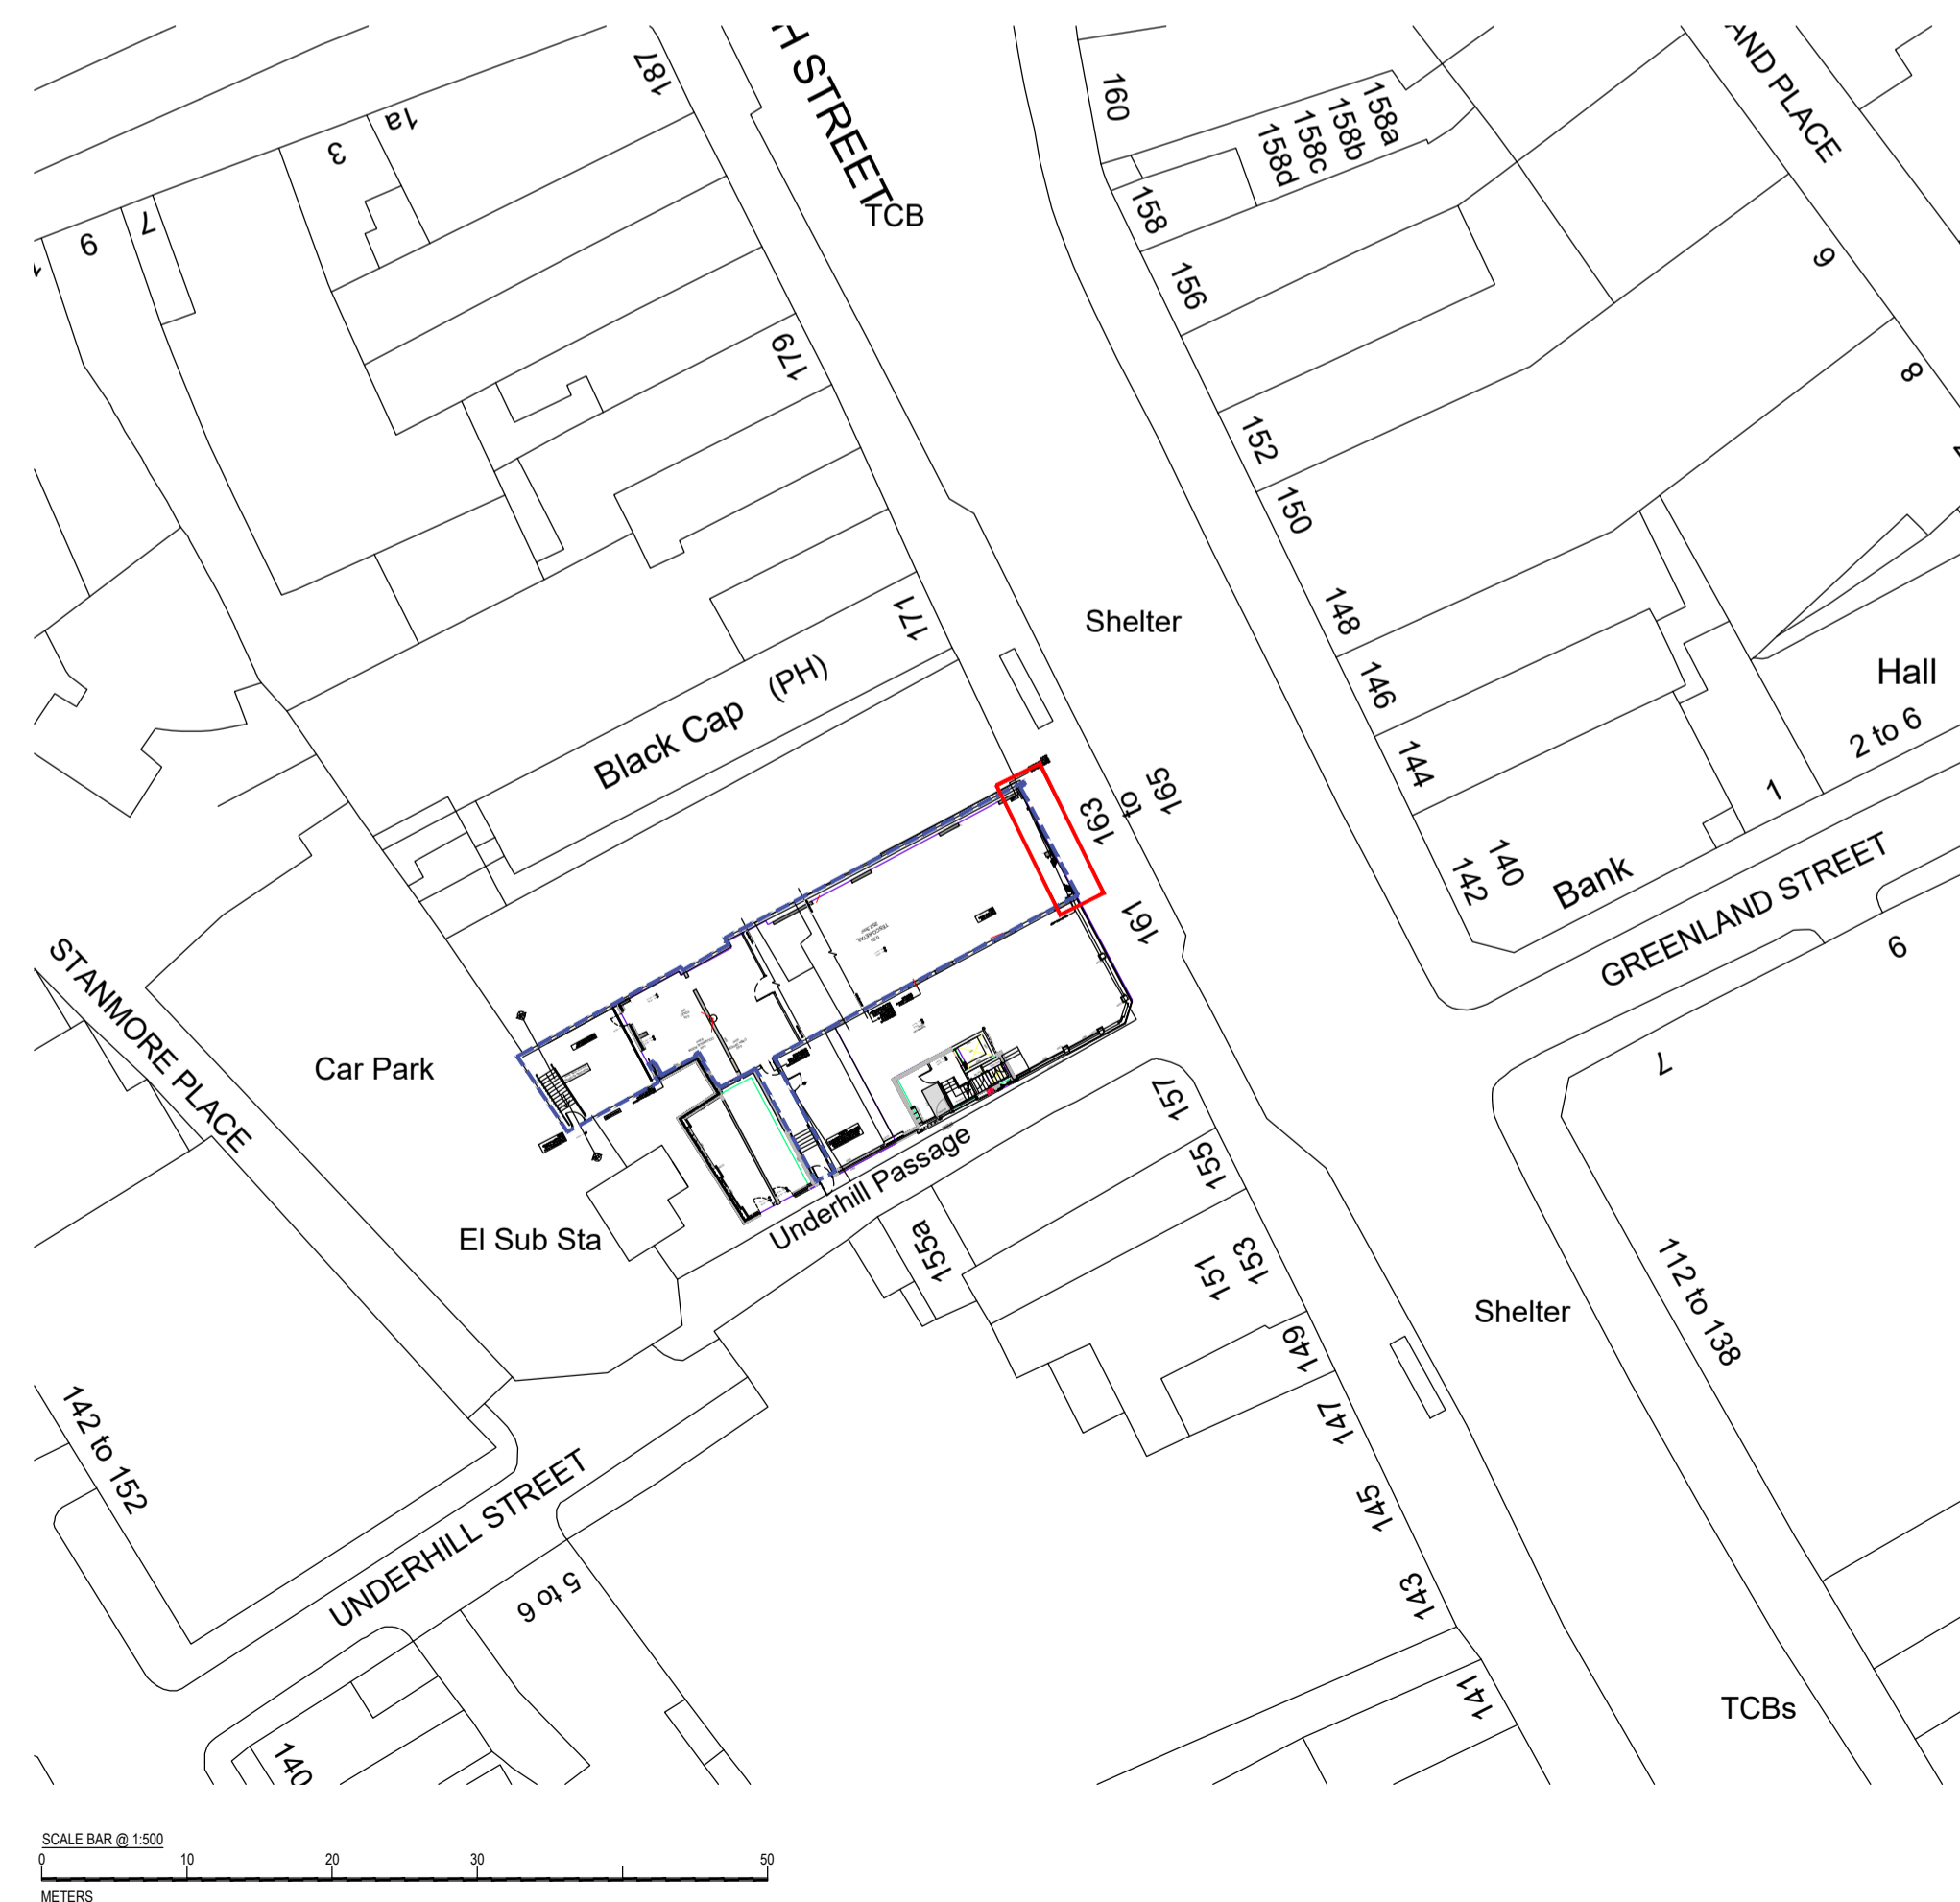 H STREET
AND PLACE
187
1a
3
7
9
160
158a
158b
158c
158d
158
TCB
156
9
179
8
152
150
171
Shelter
148
146
Hall
2 to 6
Black Cap (PH)
144
1
163
to
165
140
142
Bank
GREENLAND STREET
161
6
STANMORE PLACE
Car Park
7
157
155
Underhill Passage
El Sub Sta
155a
153
151
Shelter
112 to 138
149
147
142 to 152
UNDERHILL STREET
145
5 to 6
143
141
TCBs
140
SCALE BAR @ 1:500
0 10 20 30 50
METERS